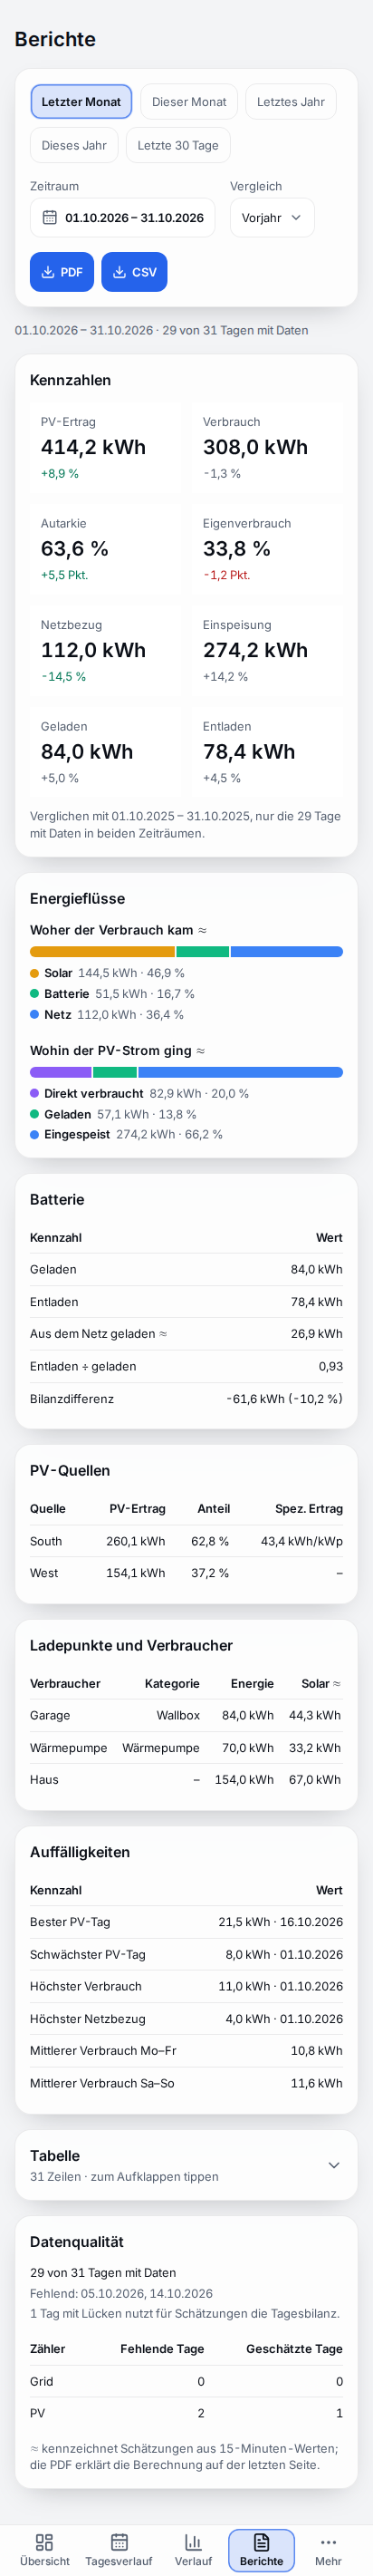 Berichte
Letzter Monat
Dieser Monat
Letztes Jahr
Dieses Jahr
Letzte 30 Tage
Zeitraum
Vergleich
01.10.2026 – 31.10.2026
Vorjahr
PDF
CSV
01.10.2026 – 31.10.2026 · 29 von 31 Tagen mit Daten
Kennzahlen
PV-Ertrag
Verbrauch
414,2 kWh
308,0 kWh
+8,9 %
-1,3 %
Autarkie
Eigenverbrauch
63,6 %
33,8 %
+5,5 Pkt.
-1,2 Pkt.
Netzbezug
Einspeisung
112,0 kWh
274,2 kWh
-14,5 %
+14,2 %
Geladen
Entladen
84,0 kWh
78,4 kWh
+5,0 %
+4,5 %
Verglichen mit 01.10.2025 – 31.10.2025, nur die 29 Tage
mit Daten in beiden Zeiträumen.
Energieflüsse
Woher der Verbrauch kam ≈
Solar 144,5 kWh · 46,9 %
Batterie 51,5 kWh · 16,7 %
Netz 112,0 kWh · 36,4 %
Wohin der PV-Strom ging ≈
Direkt verbraucht 82,9 kWh · 20,0 %
Geladen 57,1 kWh · 13,8 %
Eingespeist 274,2 kWh · 66,2 %
Batterie
Kennzahl Wert
Geladen 84,0 kWh
Entladen 78,4 kWh
Aus dem Netz geladen ≈ 26,9 kWh
Entladen ÷ geladen 0,93
Bilanzdifferenz -61,6 kWh (-10,2 %)
PV-Quellen
Quelle PV-Ertrag Anteil Spez. Ertrag
South 260,1 kWh 62,8 % 43,4 kWh/kWp
West 154,1 kWh 37,2 % –
Ladepunkte und Verbraucher
Verbraucher Kategorie Energie Solar ≈
Garage Wallbox 84,0 kWh 44,3 kWh
Wärmepumpe Wärmepumpe 70,0 kWh 33,2 kWh
Haus – 154,0 kWh 67,0 kWh
Auffälligkeiten
Kennzahl Wert
Bester PV-Tag 21,5 kWh · 16.10.2026
Schwächster PV-Tag 8,0 kWh · 01.10.2026
Höchster Verbrauch 11,0 kWh · 01.10.2026
Höchster Netzbezug 4,0 kWh · 01.10.2026
Mittlerer Verbrauch Mo–Fr 10,8 kWh
Mittlerer Verbrauch Sa–So 11,6 kWh
Tabelle
31 Zeilen · zum Aufklappen tippen
Datenqualität
29 von 31 Tagen mit Daten
Fehlend: 05.10.2026, 14.10.2026
1 Tag mit Lücken nutzt für Schätzungen die Tagesbilanz.
Zähler Fehlende Tage Geschätzte Tage
Grid 0 0
PV 2 1
≈ kennzeichnet Schätzungen aus 15-Minuten-Werten;
die PDF erklärt die Berechnung auf der letzten Seite.
Übersicht
Tagesverlauf
Verlauf
Berichte
Mehr